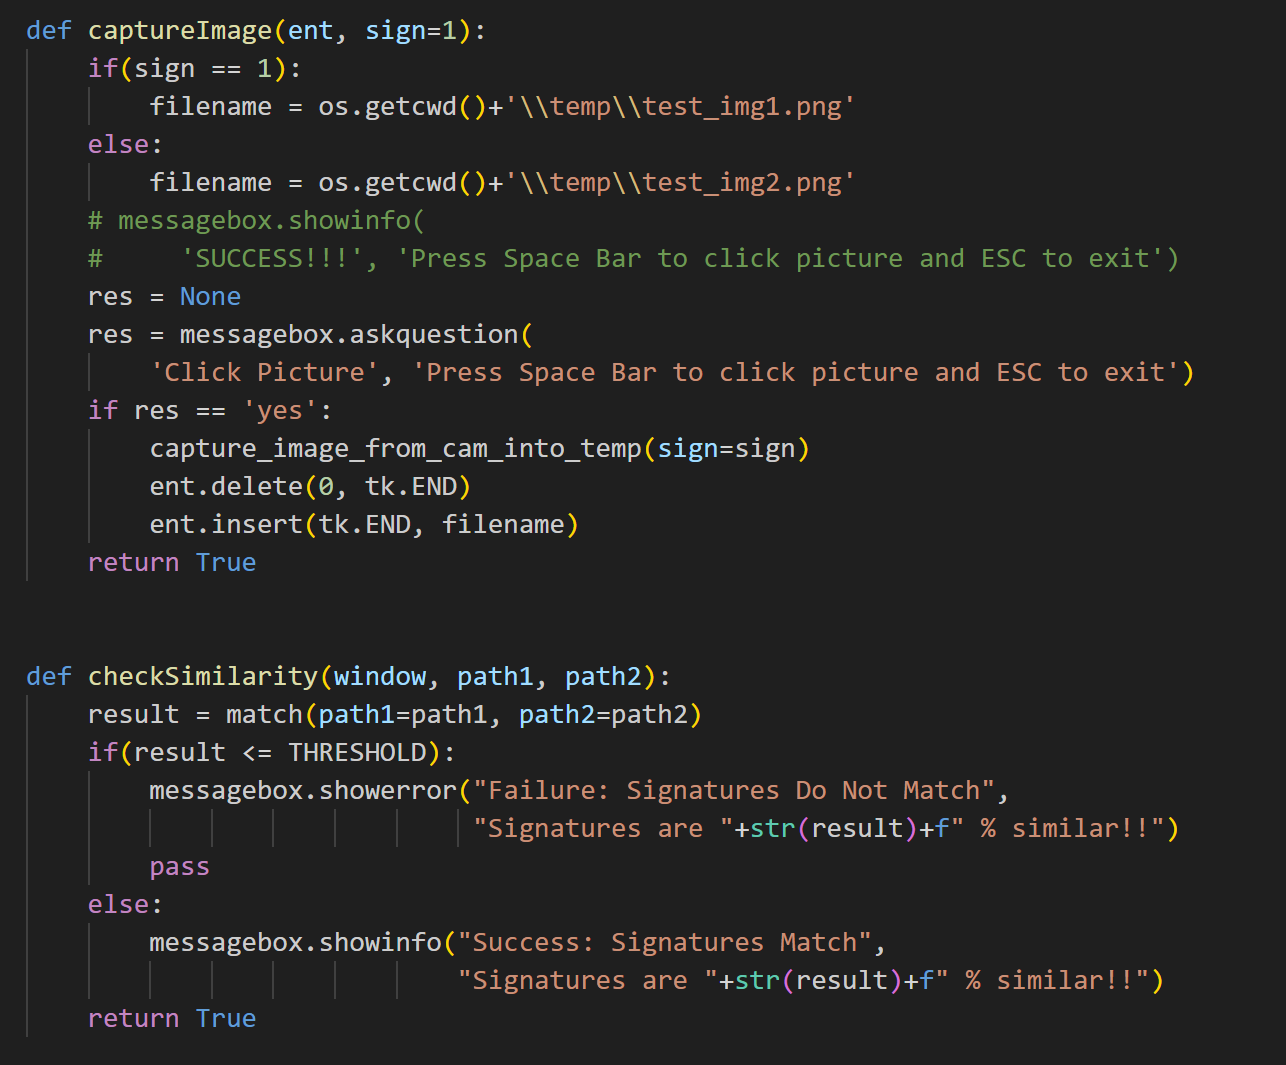 def captureImage(ent, sign=1):
    if(sign == 1):
        filename = os.getcwd()+'\\temp\\test_img1.png'
    else:
        filename = os.getcwd()+'\\temp\\test_img2.png'
    # messagebox.showinfo(
    #     'SUCCESS!!!', 'Press Space Bar to click picture and ESC to exit')
    res = None
    res = messagebox.askquestion(
        'Click Picture', 'Press Space Bar to click picture and ESC to exit')
    if res == 'yes':
        capture_image_from_cam_into_temp(sign=sign)
        ent.delete(0, tk.END)
        ent.insert(tk.END, filename)
    return True


def checkSimilarity(window, path1, path2):
    result = match(path1=path1, path2=path2)
    if(result <= THRESHOLD):
        messagebox.showerror("Failure: Signatures Do Not Match",
                             "Signatures are "+str(result)+f" % similar!!")
        pass
    else:
        messagebox.showinfo("Success: Signatures Match",
                            "Signatures are "+str(result)+f" % similar!!")
    return True